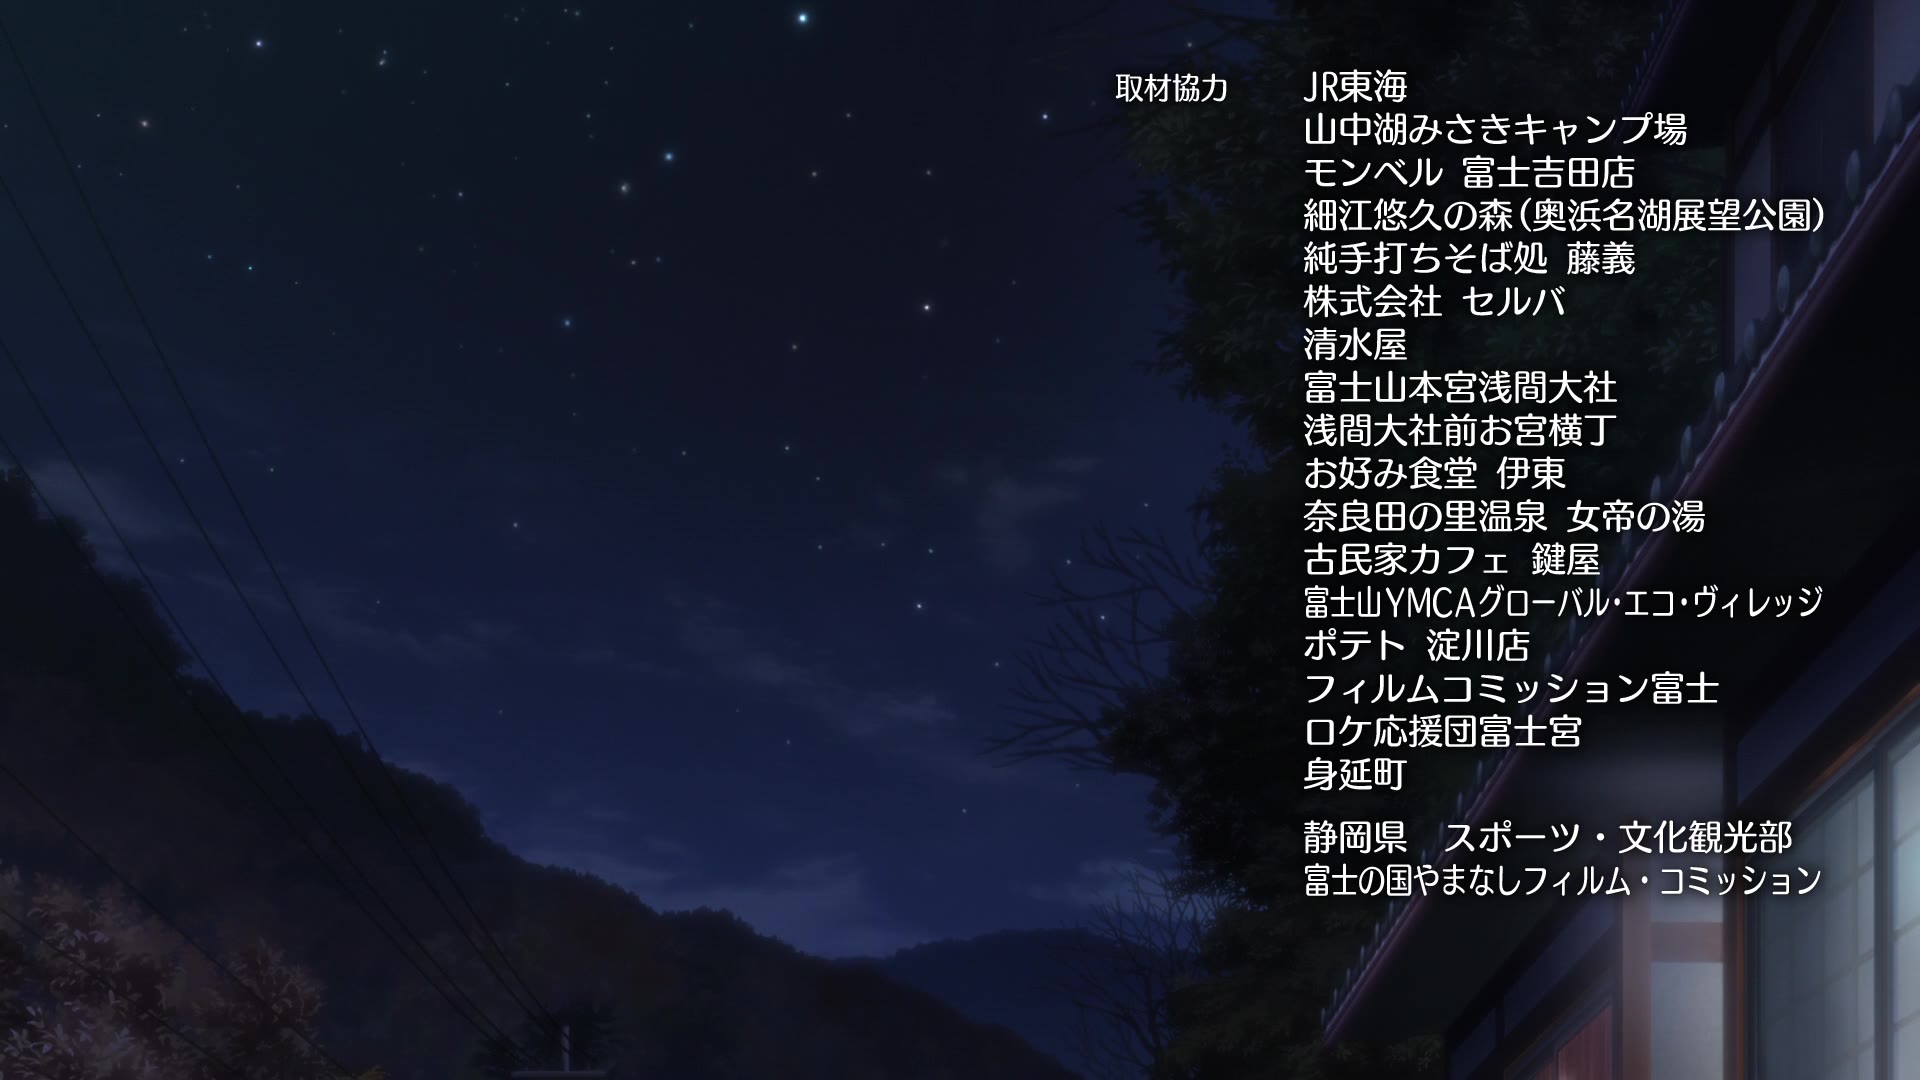 取材協力 JR東海
山中湖みさきキャンプ場
モンベル 富士吉田店
細江悠久の森(奥浜名湖展望公園)
純手打ちそば処 藤義
株式会社 セルバ
清水屋
富士山本宮浅間大社
浅間大社前お宮横丁
お好み食堂 伊東
奈良田の里温泉 女帝の湯
古民家カフェ 鍵屋
富士山YMCAグローバル・エコ・ヴィレッジ
ポテト 淀川店
フィルムコミッション富士
ロケ応援団富士宮
身延町
静岡県 スポーツ・文化観光部
富士の国やまなしフィルム・コミッション